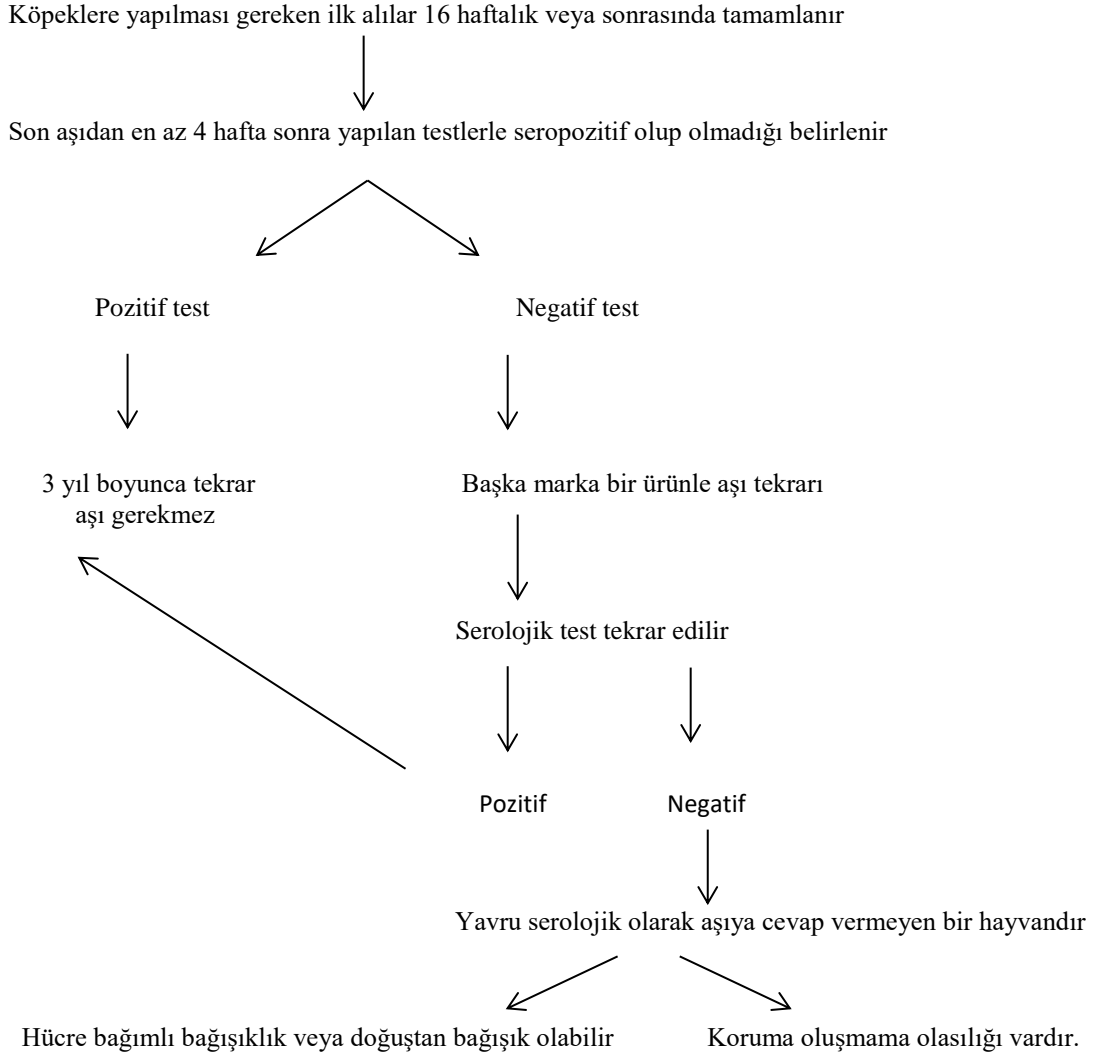 Köpeklere yapılması gereken ilk alılar 16 haftalık veya sonrasında tamamlanır
Son aşıdan en az 4 hafta sonra yapılan testlerle seropozitif olup olmadığı belirlenir
Pozitif test
Negatif test
3 yıl boyunca tekrar
aşı gerekmez
Başka marka bir ürünle aşı tekrarı
Serolojik test tekrar edilir
Pozitif
Negatif
Yavru serolojik olarak aşıya cevap vermeyen bir hayvandır
Hücre bağımlı bağışıklık veya doğuştan bağışık olabilir
Koruma oluşmama olasılığı vardır.